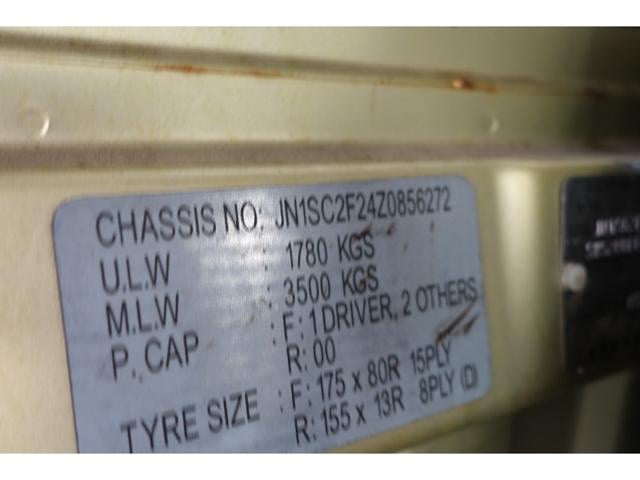 CHASSIS NO: JN1SC2F24Z0856272
U.L.W : 1780 KGS
M.L.W : 3500 KGS
P. CAP : F: 1 DRIVER, 2 OTHERS
R: 00
TYRE SIZE : F: 175 x 80R 15PLY
R: 155 x 13R 8PLY (D)